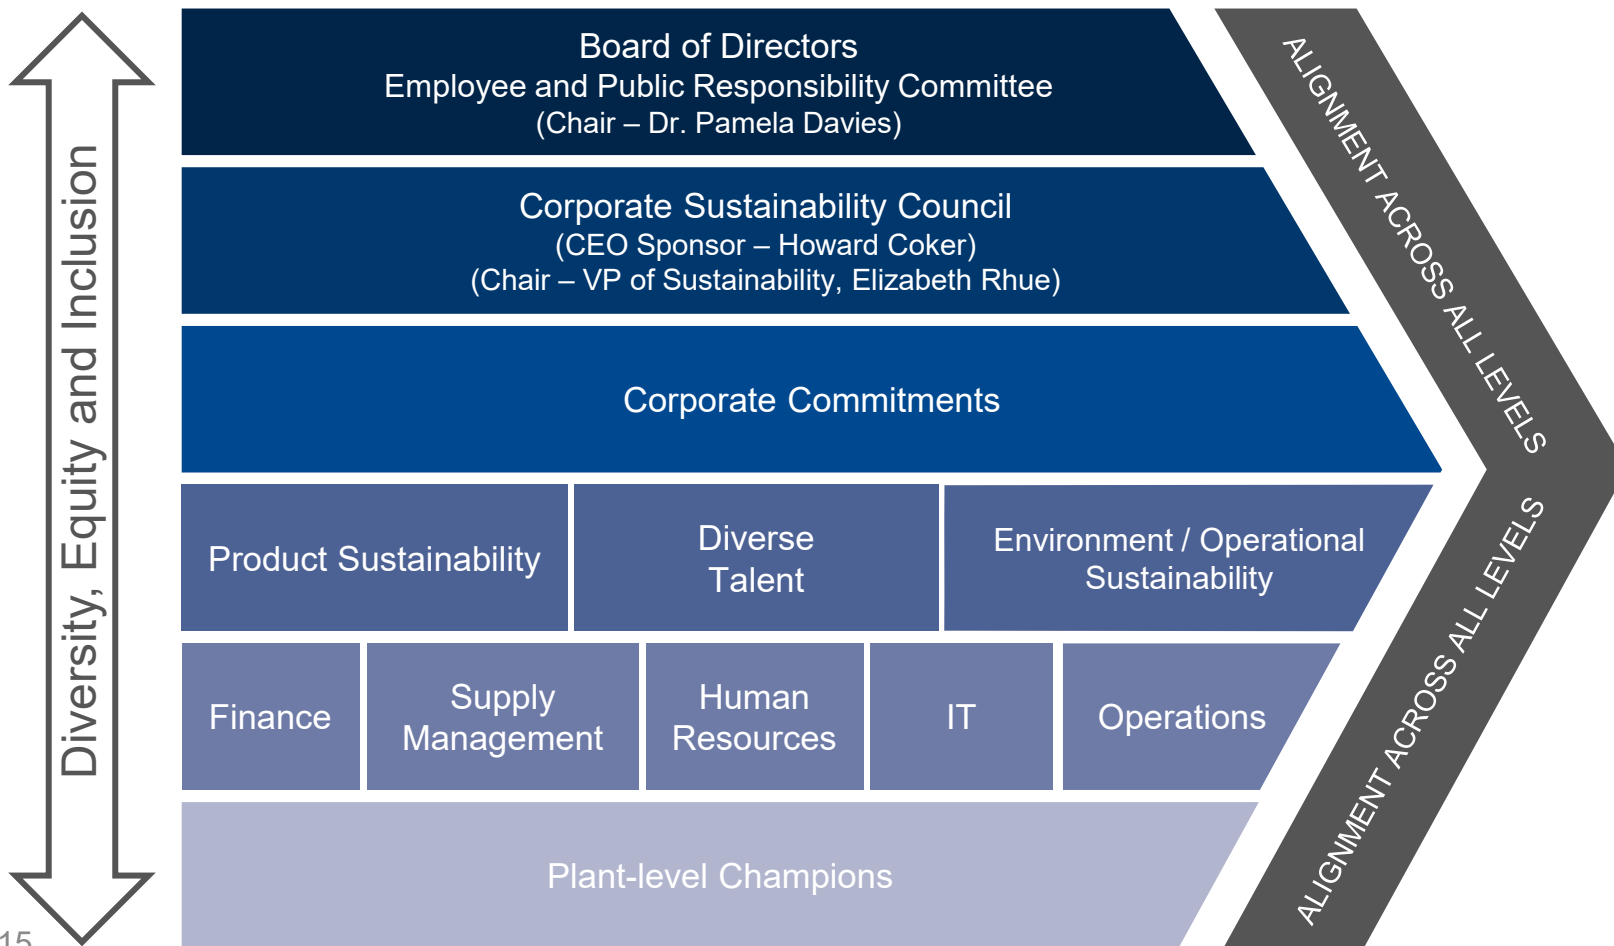 Diversity, Equity and Inclusion
Board of Directors
Employee and Public Responsibility Committee
(Chair – Dr. Pamela Davies)
Corporate Sustainability Council
(CEO Sponsor – Howard Coker)
(Chair – VP of Sustainability, Elizabeth Rhue)
Corporate Commitments
Product Sustainability
Diverse
Talent
Environment / Operational
Sustainability
Finance
Supply
Management
Human
Resources
IT
Operations
Plant-level Champions
ALIGNMENT ACROSS ALL LEVELS
ALIGNMENT ACROSS ALL LEVELS
15